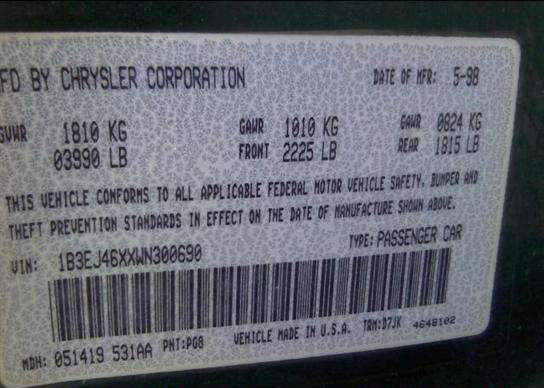 FD BY CHRYSLER CORPORATION DATE OF MFR: 5-98
GVWR 1810 KG GAWR 1010 KG GAWR 0824 KG
03990 LB FRONT 2225 LB REAR 1815 LB
THIS VEHICLE CONFORMS TO ALL APPLICABLE FEDERAL MOTOR VEHICLE SAFETY, BUMPER AND
THEFT PREVENTION STANDARDS IN EFFECT ON THE DATE OF MANUFACTURE SHOWN ABOVE.
VIN: 1B3EJ46XXWN300690 TYPE: PASSENGER CAR
MDH: 051419 531AA PNT:PG8 VEHICLE MADE IN U.S.A. TRM:D7JK 4648102